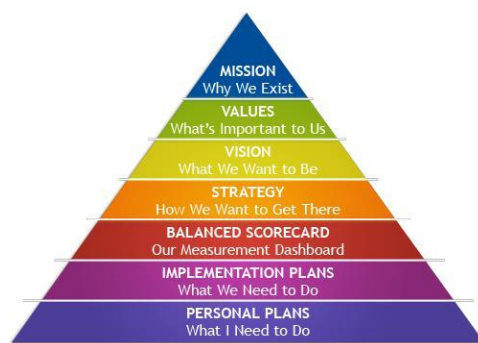 MISSION
Why We Exist
VALUES
What's Important to Us
VISION
What We Want to Be
STRATEGY
How We Want to Get There
BALANCED SCORECARD
Our Measurement Dashboard
IMPLEMENTATION PLANS
What We Need to Do
PERSONAL PLANS
What I Need to Do